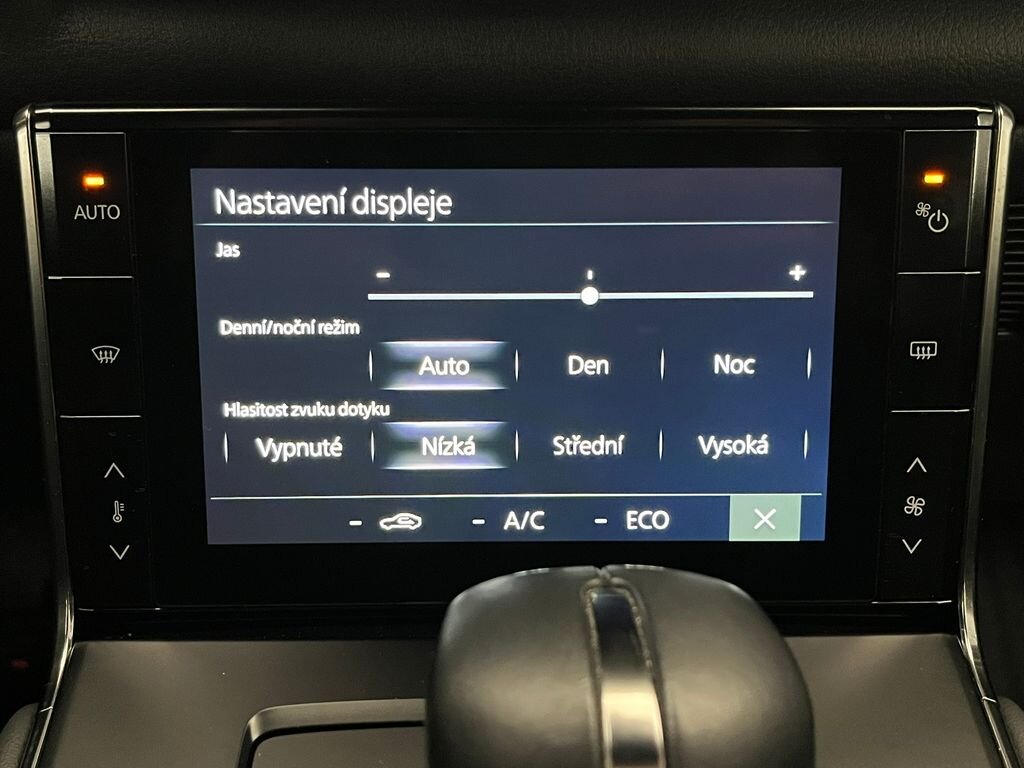 AUTO
Nastavení displeje
Jas
- +
Denní/noční režim
Auto Den Noc
Hlasitost zvuku dotyku
Vypnuté Nízká Střední Vysoká
A/C ECO